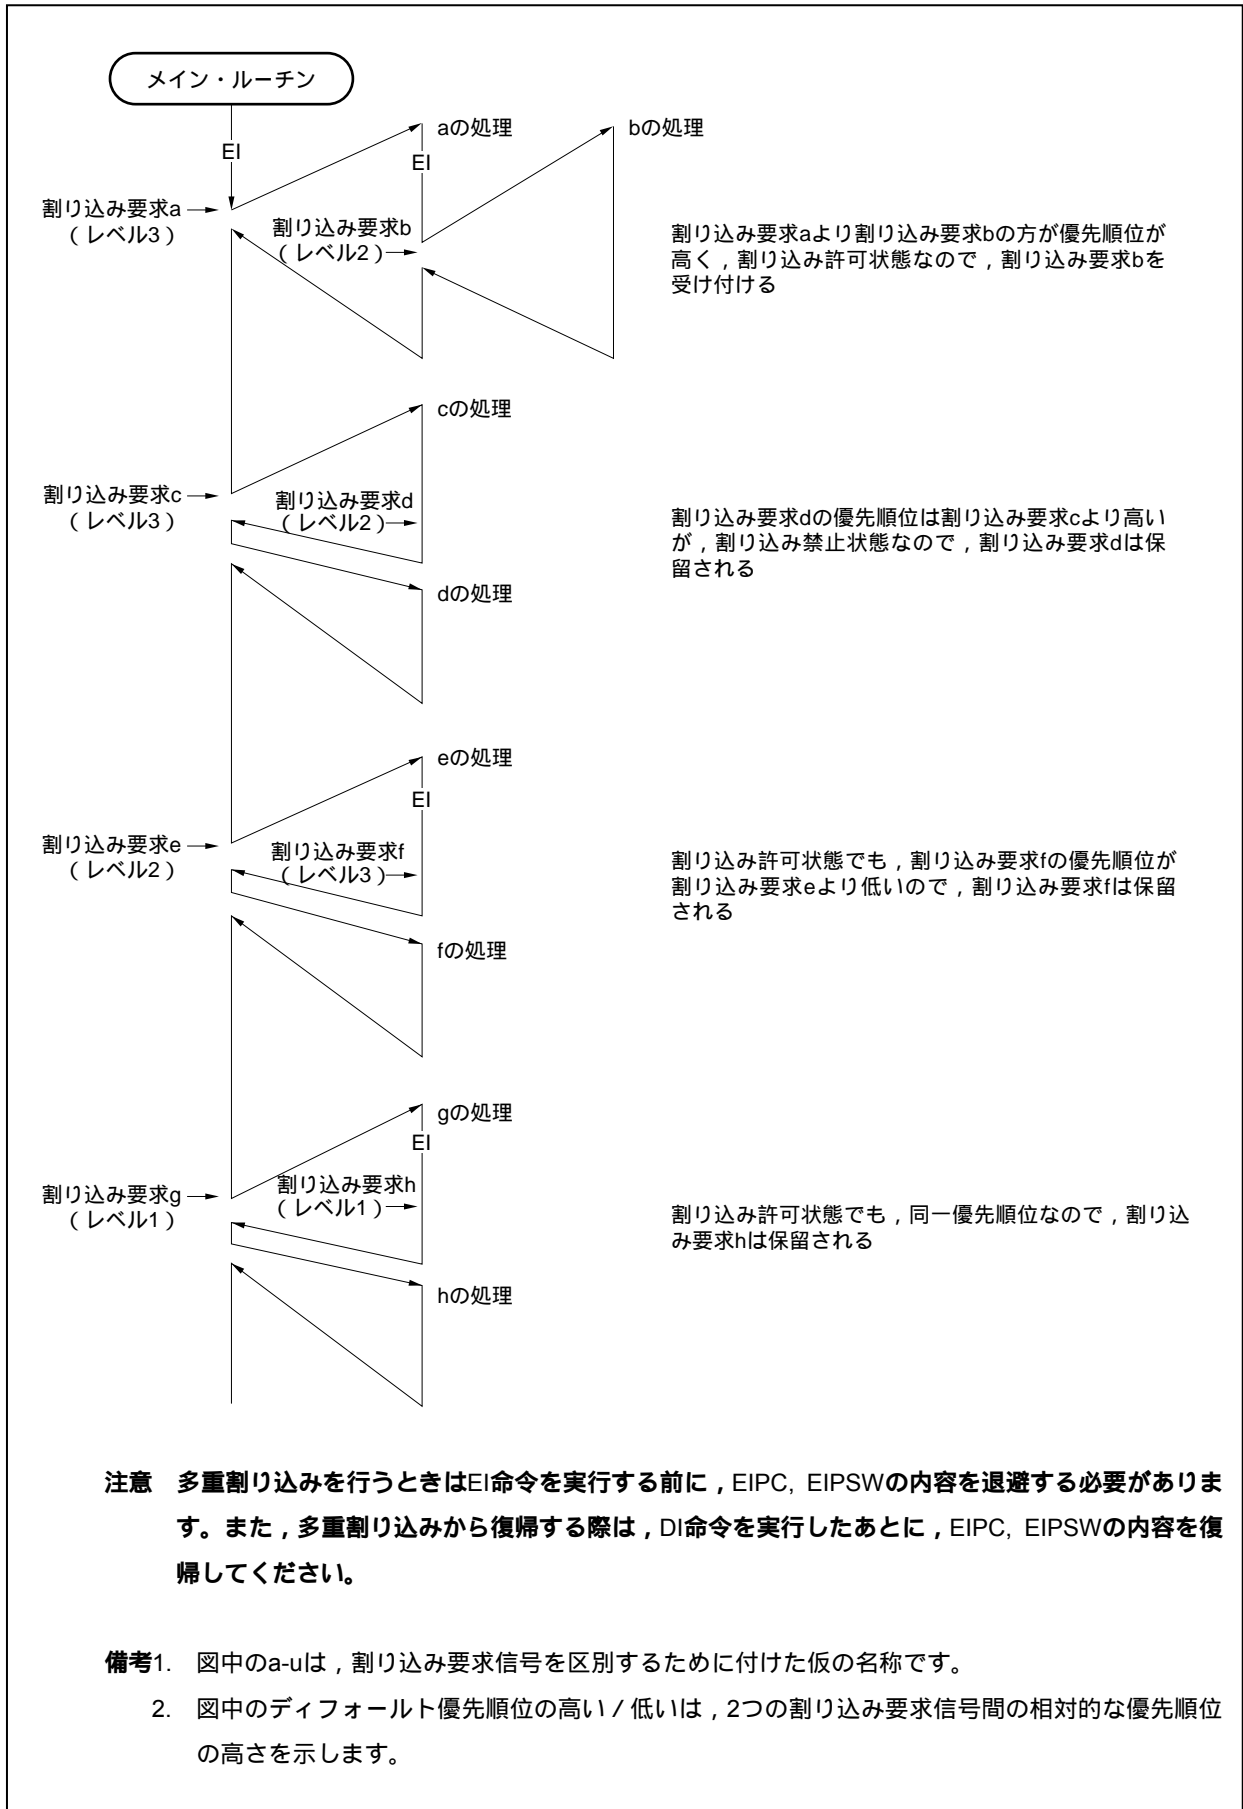 メイン・ルーチン
EI
aの処理
EI
bの処理
割り込み要求a
（レベル3）
割り込み要求b
（レベル2）
割り込み要求aより割り込み要求bの方が優先順位が
高く，割り込み許可状態なので，割り込み要求bを
受け付ける
cの処理
割り込み要求c
（レベル3）
割り込み要求d
（レベル2）
割り込み要求dの優先順位は割り込み要求cより高い
が，割り込み禁止状態なので，割り込み要求dは保
留される
dの処理
eの処理
EI
割り込み要求e
（レベル2）
割り込み要求f
（レベル3）
割り込み許可状態でも，割り込み要求fの優先順位が
割り込み要求eより低いので，割り込み要求fは保留
される
fの処理
gの処理
EI
割り込み要求g
（レベル1）
割り込み要求h
（レベル1）
割り込み許可状態でも，同一優先順位なので，割り込
み要求hは保留される
hの処理
注意　多重割り込みを行うときはEI命令を実行する前に，EIPC, EIPSWの内容を退避する必要がありま
す。また，多重割り込みから復帰する際は，DI命令を実行したあとに，EIPC, EIPSWの内容を復
帰してください。
備考1.　図中のa-uは，割り込み要求信号を区別するために付けた仮の名称です。
2.　図中のディフォールト優先順位の高い／低いは，2つの割り込み要求信号間の相対的な優先順位
の高さを示します。